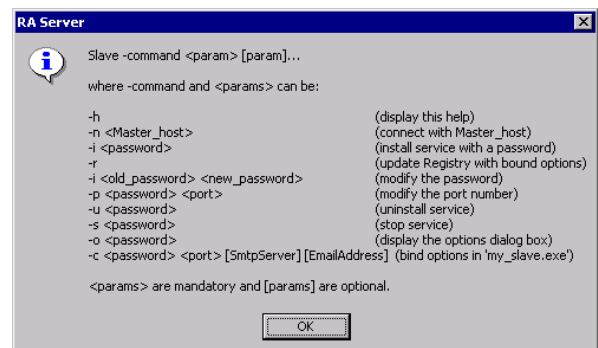 RA Server
Slave -command <param> [param]...
where -command and <params> can be:
-h (display this help)
-n <Master_host> (connect with Master_host)
-i <password> (install service with a password)
-r (update Registry with bound options)
-i <old_password> <new_password> (modify the password)
-p <password> <port> (modify the port number)
-u <password> (uninstall service)
-s <password> (stop service)
-o <password> (display the options dialog box)
-c <password> <port> [SmtpServer] [EmailAddress] (bind options in 'my_slave.exe')
<params> are mandatory and [params] are optional.
OK